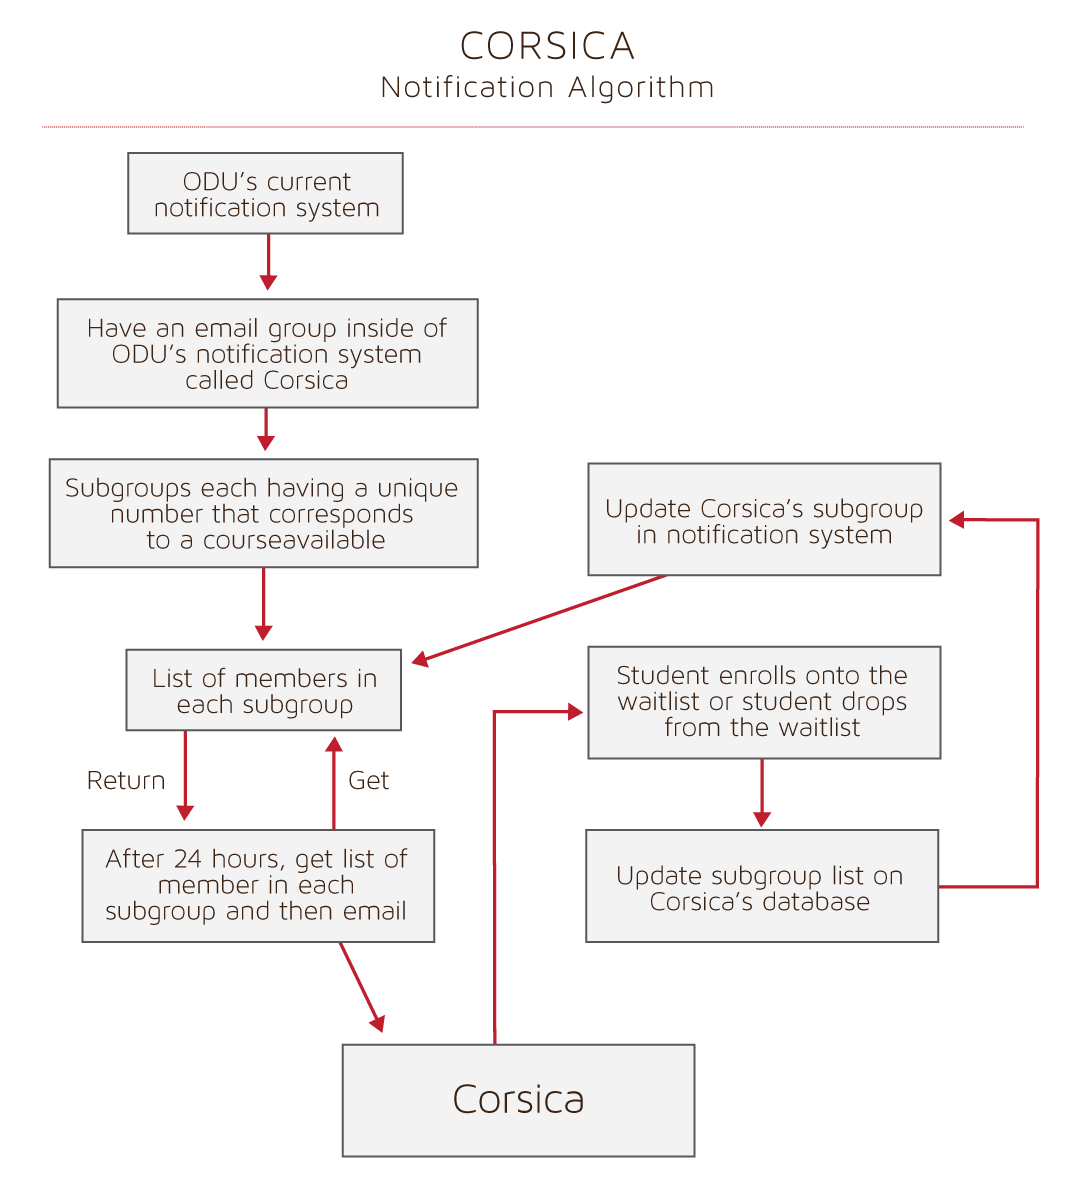 CORSICA
Notification Algorithm
ODU's current
notification system
Have an email group inside of
ODU's notification system
called Corsica
Subgroups each having a unique
number that corresponds
to a courseavailable
Update Corsica's subgroup
in notification system
List of members in
each subgroup
Student enrolls onto the
waitlist or student drops
from the waitlist
Return
Get
After 24 hours, get list of
member in each
subgroup and then email
Update subgroup list on
Corsica's database
Corsica